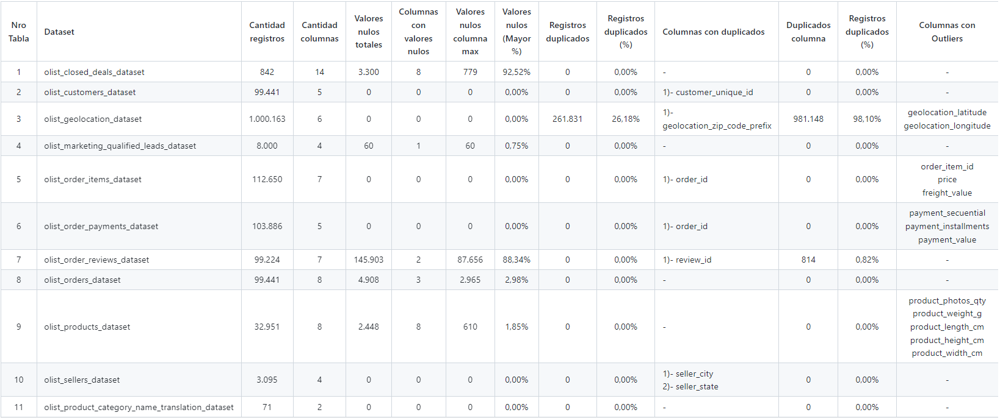 Nro Tabla | Dataset | Cantidad registros | Cantidad columnas | Valores nulos totales | Columnas con valores nulos | Valores nulos columna max | Valores nulos (Mayor %) | Registros duplicados | Registros duplicados (%) | Columnas con duplicados | Duplicados columna | Registros duplicados (%) | Columnas con Outliers
1 | olist_closed_deals_dataset | 842 | 14 | 3.300 | 8 | 779 | 92,52% | 0 | 0,00% | - | 0 | 0,00% | -
2 | olist_customers_dataset | 99.441 | 5 | 0 | 0 | 0 | 0,00% | 0 | 0,00% | 1)- customer_unique_id | 0 | 0,00% | -
3 | olist_geolocation_dataset | 1.000.163 | 6 | 0 | 0 | 0 | 0,00% | 261.831 | 26,18% | 1)- geolocation_zip_code_prefix | 981.148 | 98,10% | geolocation_latitude geolocation_longitude
4 | olist_marketing_qualified_leads_dataset | 8.000 | 4 | 60 | 1 | 60 | 0,75% | 0 | 0,00% | - | 0 | 0,00% | -
5 | olist_order_items_dataset | 112.650 | 7 | 0 | 0 | 0 | 0,00% | 0 | 0,00% | 1)- order_id | 0 | 0,00% | order_item_id price freight_value
6 | olist_order_payments_dataset | 103.886 | 5 | 0 | 0 | 0 | 0,00% | 0 | 0,00% | 1)- order_id | 0 | 0,00% | payment_secuential payment_installments payment_value
7 | olist_order_reviews_dataset | 99.224 | 7 | 145.903 | 2 | 87.656 | 88,34% | 0 | 0,00% | 1)- review_id | 814 | 0,82% | -
8 | olist_orders_dataset | 99.441 | 8 | 4.908 | 3 | 2.965 | 2,98% | 0 | 0,00% | - | 0 | 0,00% | -
9 | olist_products_dataset | 32.951 | 8 | 2.448 | 8 | 610 | 1,85% | 0 | 0,00% | - | 0 | 0,00% | product_photos_qty product_weight_g product_length_cm product_height_cm product_width_cm
10 | olist_sellers_dataset | 3.095 | 4 | 0 | 0 | 0 | 0,00% | 0 | 0,00% | 1)- seller_city 2)- seller_state | 0 | 0,00% | -
11 | olist_product_category_name_translation_dataset | 71 | 2 | 0 | 0 | 0 | 0,00% | 0 | 0,00% | - | 0 | 0,00% | -